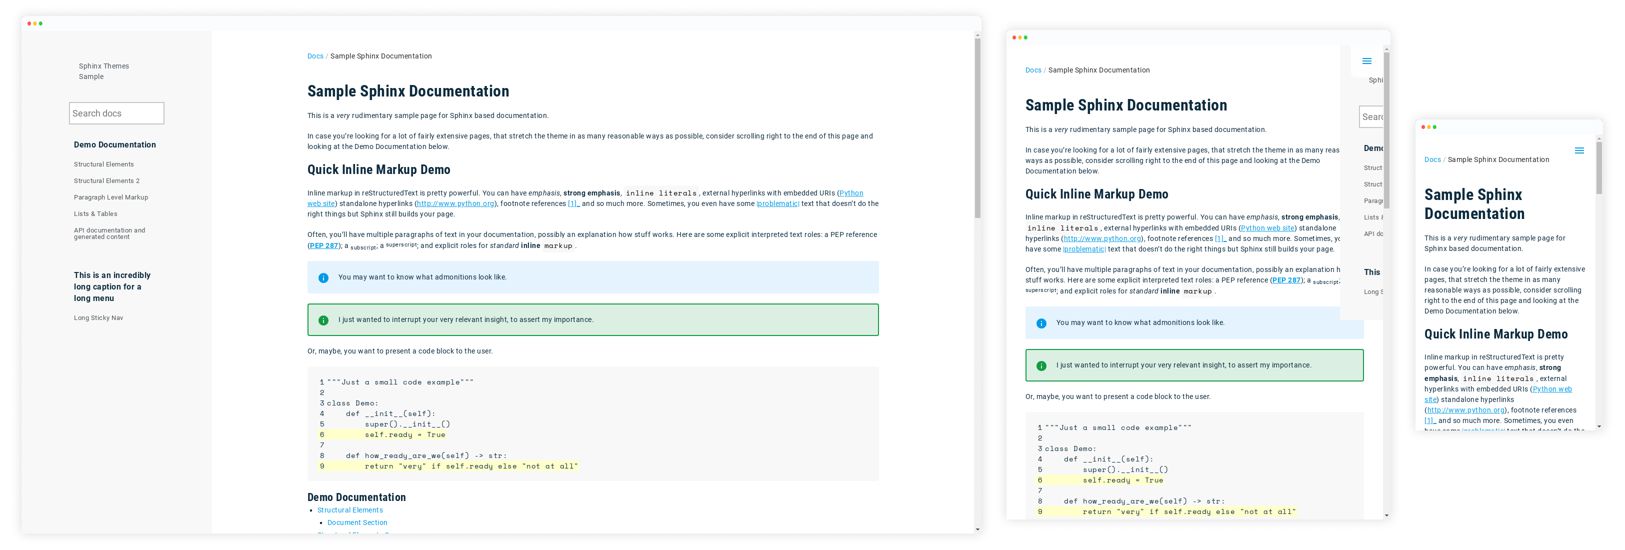 Sphinx Themes
Sample
Search docs
Demo Documentation
Structural Elements
Structural Elements 2
Paragraph Level Markup
Lists & Tables
API documentation and
generated content
This is an incredibly
long caption for a
long menu
Long Sticky Nav
Docs / Sample Sphinx Documentation
Sample Sphinx Documentation
This is a very rudimentary sample page for Sphinx based documentation.
In case you're looking for a lot of fairly extensive pages, that stretch the theme in as many reasonable ways as possible, consider scrolling right to the end of this page and
looking at the Demo Documentation below.
Quick Inline Markup Demo
Inline markup in reStructuredText is pretty powerful. You can have emphasis, strong emphasis, inline literals, external hyperlinks with embedded URIs (Python
web site) standalone hyperlinks (http://www.python.org), footnote references [1]_ and so much more. Sometimes, you even have some |problematic| text that doesn't do the
right things but Sphinx still builds your page.
Often, you'll have multiple paragraphs of text in your documentation, possibly an explanation how stuff works. Here are some explicit interpreted text roles: a PEP reference
(PEP 287); a subscript, a superscript; and explicit roles for standard inline markup .
You may want to know what admonitions look like.
I just wanted to interrupt your very relevant insight, to assert my importance.
Or, maybe, you want to present a code block to the user.
1 """Just a small code example"""
2
3 class Demo:
4     def __init__(self):
5         super().__init__()
6         self.ready = True
7
8     def how_ready_are_we(self) -> str:
9         return "very" if self.ready else "not at all"
Demo Documentation
• Structural Elements
• Document Section
Docs / Sample Sphinx Documentation
Sample Sphinx Documentation
This is a very rudimentary sample page for Sphinx based documentation.
In case you're looking for a lot of fairly extensive pages, that stretch the theme in as many reas
ways as possible, consider scrolling right to the end of this page and looking at the Demo
Documentation below.
Quick Inline Markup Demo
Inline markup in reStructuredText is pretty powerful. You can have emphasis, strong emphasis,
inline literals, external hyperlinks with embedded URIs (Python web site) standalone
hyperlinks (http://www.python.org), footnote references [1]_ and so much more. Sometimes, yo
have some |problematic| text that doesn't do the right things but Sphinx still builds your page.
Often, you'll have multiple paragraphs of text in your documentation, possibly an explanation h
stuff works. Here are some explicit interpreted text roles: a PEP reference (PEP 287); a subscript,
superscript; and explicit roles for standard inline markup .
You may want to know what admonitions look like.
I just wanted to interrupt your very relevant insight, to assert my importance.
Or, maybe, you want to present a code block to the user.
1 """Just a small code example"""
2
3 class Demo:
4     def __init__(self):
5         super().__init__()
6         self.ready = True
7
8     def how_ready_are_we(self) -> str:
9         return "very" if self.ready else "not at all"
Sphi
Searc
Demo
Struct
Struct
Paragr
Lists &
API do
This
Long S
Docs / Sample Sphinx Documentation
Sample Sphinx
Documentation
This is a very rudimentary sample page for
Sphinx based documentation.
In case you're looking for a lot of fairly extensive
pages, that stretch the theme in as many
reasonable ways as possible, consider scrolling
right to the end of this page and looking at the
Demo Documentation below.
Quick Inline Markup Demo
Inline markup in reStructuredText is pretty
powerful. You can have emphasis, strong
emphasis, inline literals, external
hyperlinks with embedded URIs (Python web
site) standalone hyperlinks
(http://www.python.org), footnote references
[1]_ and so much more. Sometimes, you even
have some |problematic| text that doesn't do the